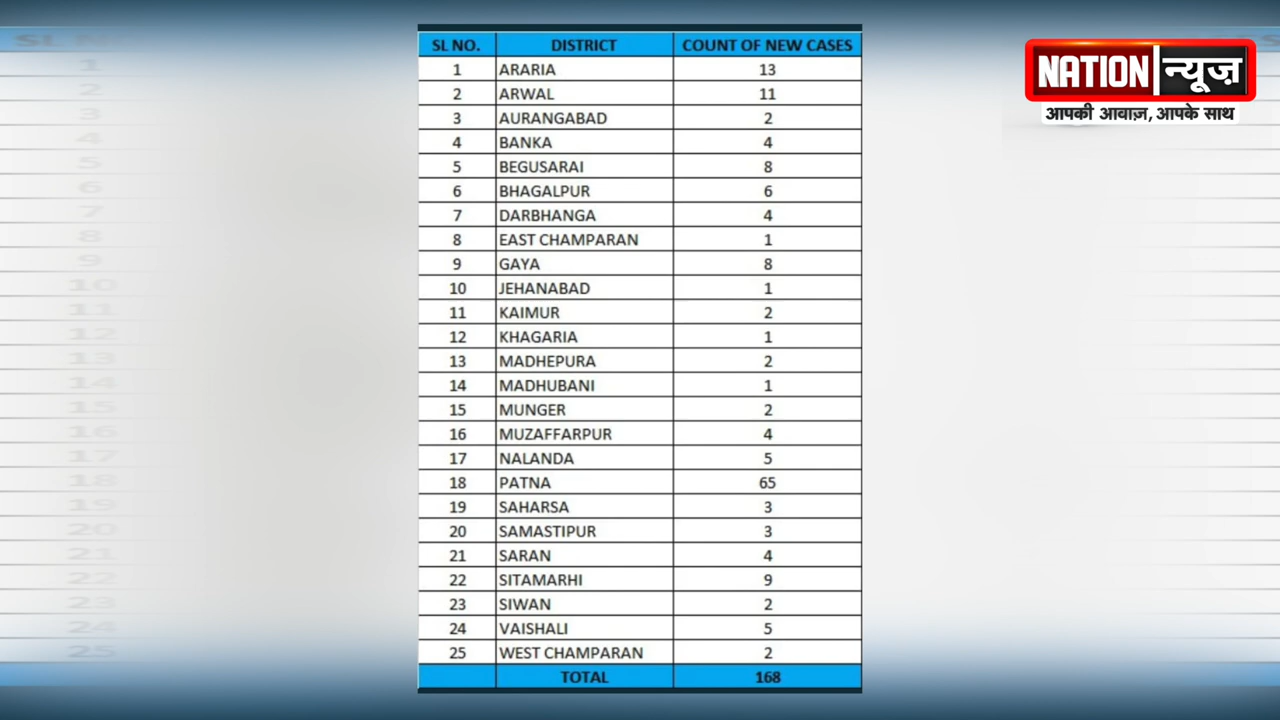 SL NO. DISTRICT COUNT OF NEW CASES
1 ARARIA 13
2 ARWAL 11
3 AURANGABAD 2
4 BANKA 4
5 BEGUSARAI 8
6 BHAGALPUR 6
7 DARBHANGA 4
8 EAST CHAMPARAN 1
9 GAYA 8
10 JEHANABAD 1
11 KAIMUR 2
12 KHAGARIA 1
13 MADHEPURA 2
14 MADHUBANI 1
15 MUNGER 2
16 MUZAFFARPUR 4
17 NALANDA 5
18 PATNA 65
19 SAHARSA 3
20 SAMASTIPUR 3
21 SARAN 4
22 SITAMARHI 9
23 SIWAN 2
24 VAISHALI 5
25 WEST CHAMPARAN 2
TOTAL 168
NATION न्यूज़
आपकी आवाज़, आपके साथ